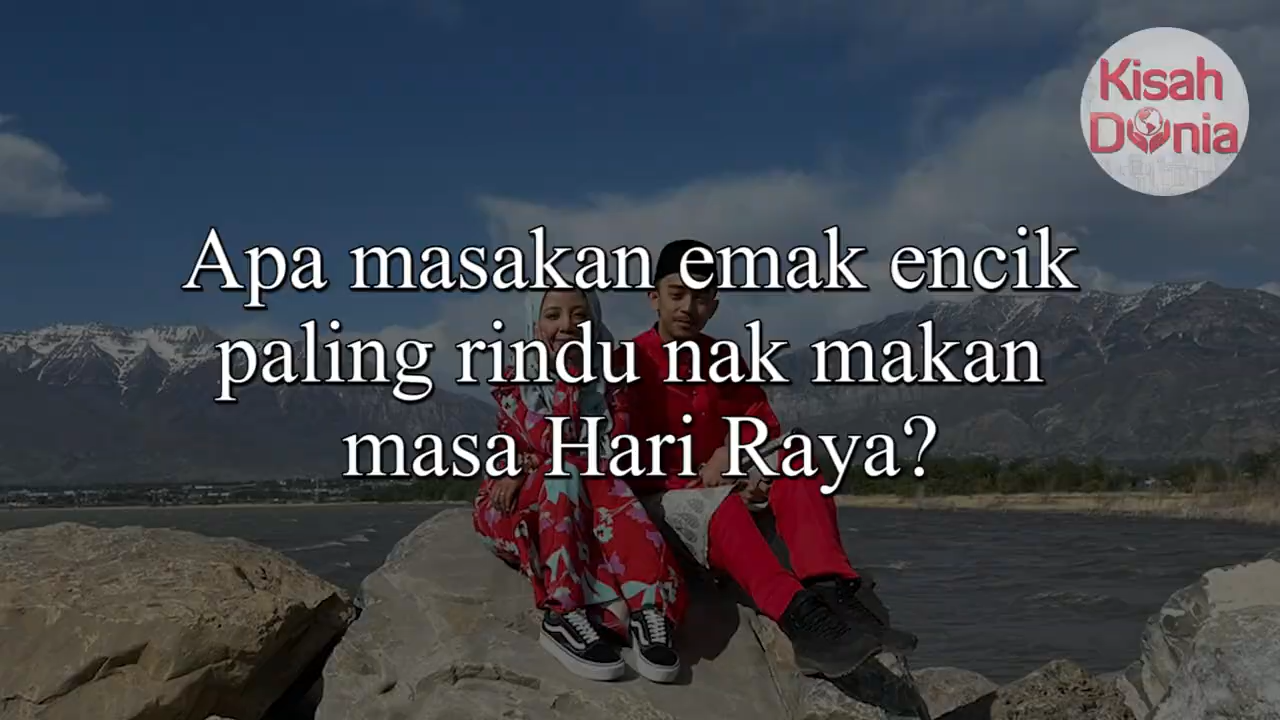 Kisah
Dunia
Apa masakan emak encik
paling rindu nak makan
masa Hari Raya?